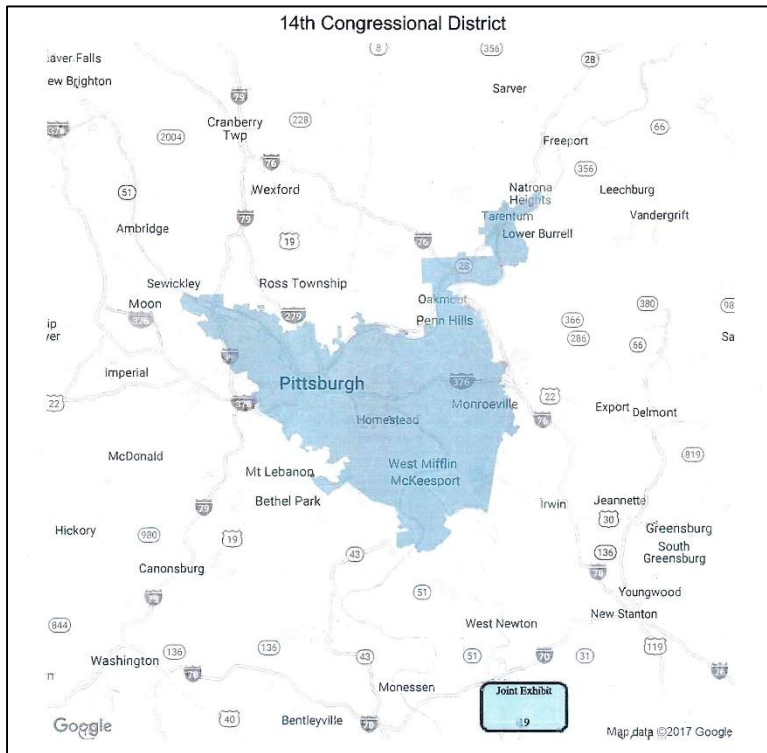 14th Congressional District
8
356
28
aver Falls
ew Brighton
Sarver
79
Cranberry
Twp
228
66
376
2004
Freeport
76
356
Natrona
Heights
Leechburg
51
Wexford
79
Tarentum
Vandergrift
Ambridge
19
Lower Burrell
76
28
Sewickley
Ross Township
Oakmont
Moon
380
376
279
Penn Hills
366
286
66
Sa
Imperial
Pittsburgh
376
22
Monroeville
22
76
Export
Delmont
Homestead
McDonald
Mt Lebanon
West Mifflin
McKeesport
819
Bethel Park
Irwin
Jeannette
79
30
Hickory
980
19
Greensburg
South
Greensburg
43
136
Canonsburg
51
Youngwood
New Stanton
844
West Newton
119
Washington
136
136
43
51
70
31
76
Monessen
Joint Exhibit
19
40
Bentleyville
70
Google
Map data ©2017 Google